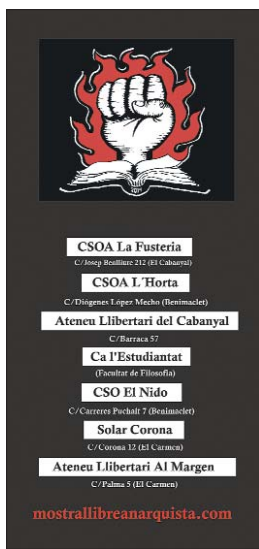 CSOA La Fusteria
C/Josep Benlliure 212 (El Cabanyal)
CSOA L´Horta
C/Diógenes López Mecho (Benimaclet)
Ateneu Llibertari del Cabanyal
C/Barraca 57
Ca l'Estudiantat
(Facultat de Filosofia)
CSO El Nido
C/Carreres Puchalt 7 (Benimaclet)
Solar Corona
C/Corona 12 (El Carmen)
Ateneu Llibertari Al Margen
C/Palma 5 (El Carmen)
mostrallibreanarquista.com